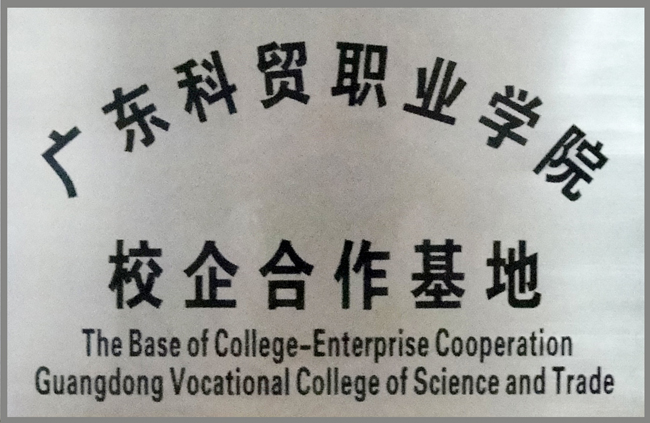 广东科贸职业学院
校企合作基地
The Base of College-Enterprise Cooperation
Guangdong Vocational College of Science and Trade